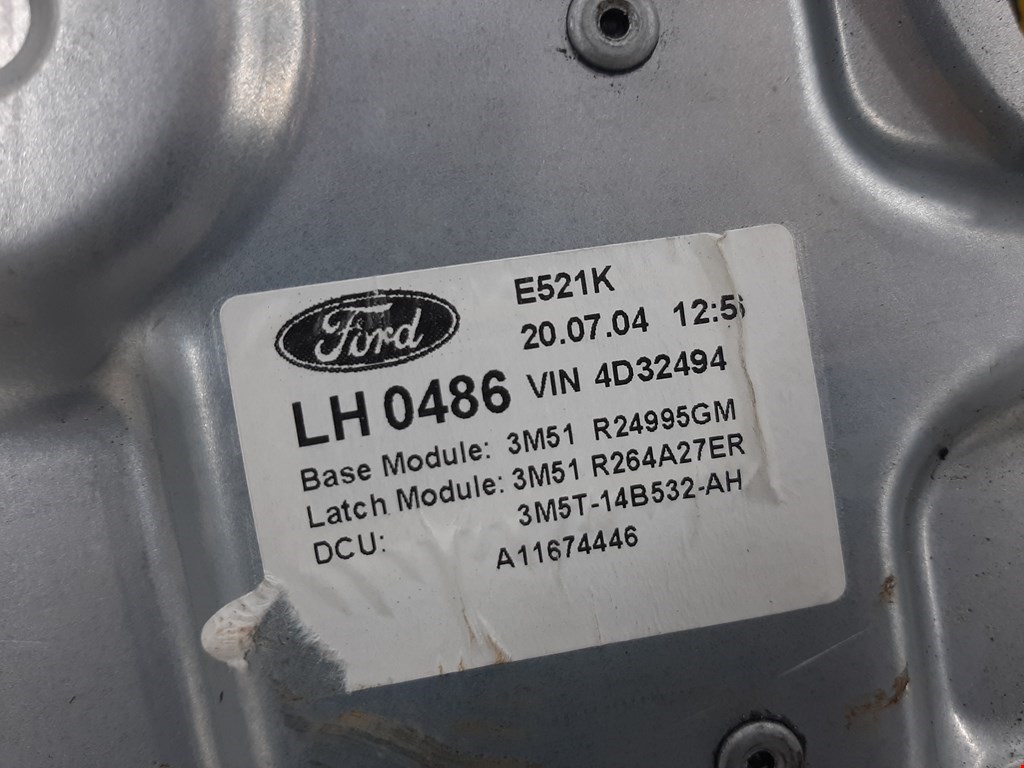 Ford
E521K
20.07.04 12:56
LH 0486 VIN 4D32494
Base Module: 3M51 R24995GM
Latch Module: 3M51 R264A27ER
DCU: 3M5T-14B532-AH
A11674446